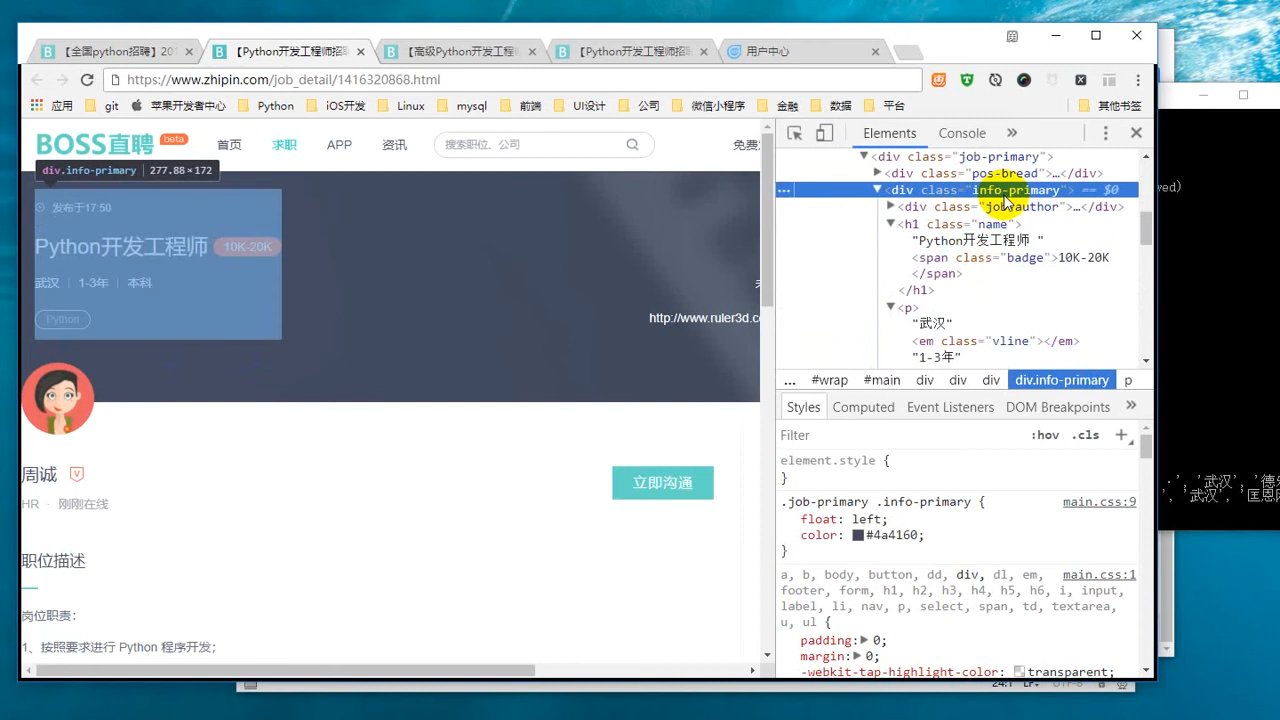 【全国python招聘】20
【Python开发工程师招聘
【高级Python开发工程
【Python开发工程师招
用户中心
https://www.zhipin.com/job_detail/1416320868.html
应用 git 苹果开发者中心 Python iOS开发 Linux mysql 前端 UI设计 公司 微信小程序 金融 数据 平台 其他书签
BOSS直聘 beta 首页 求职 APP 资讯 搜索职位、公司 免费
div.info-primary | 277.88×172
发布于17:50
Python开发工程师 10K-20K
武汉 1-3年 本科
Python
http://www.ruler3d.c
周诚
HR · 刚刚在线
立即沟通
职位描述
岗位职责:
1、按照要求进行 Python 程序开发;
Elements Console »
<div class="job-primary">
<div class="pos-bread">…</div>
<div class="info-primary"> == $0
<div class="job-author">…</div>
<h1 class="name">
"Python开发工程师 "
<span class="badge">10K-20K
</span>
</h1>
<p>
"武汉"
<em class="vline"></em>
"1-3年"
... #wrap #main div div div div.info-primary p
Styles Computed Event Listeners DOM Breakpoints »
Filter :hov .cls +
element.style {
}
.job-primary .info-primary { main.css:9
float: left;
color: #4a4160;
}
a, b, body, button, dd, div, dl, em, main.css:1
footer, form, h1, h2, h3, h4, h5, h6, i, input,
label, li, nav, p, select, span, td, textarea,
u, ul {
padding: 0;
margin: 0;
-webkit-tap-highlight-color: transparent;
ved)
'武汉',
'武汉',
24:1 LF÷ UTF-8